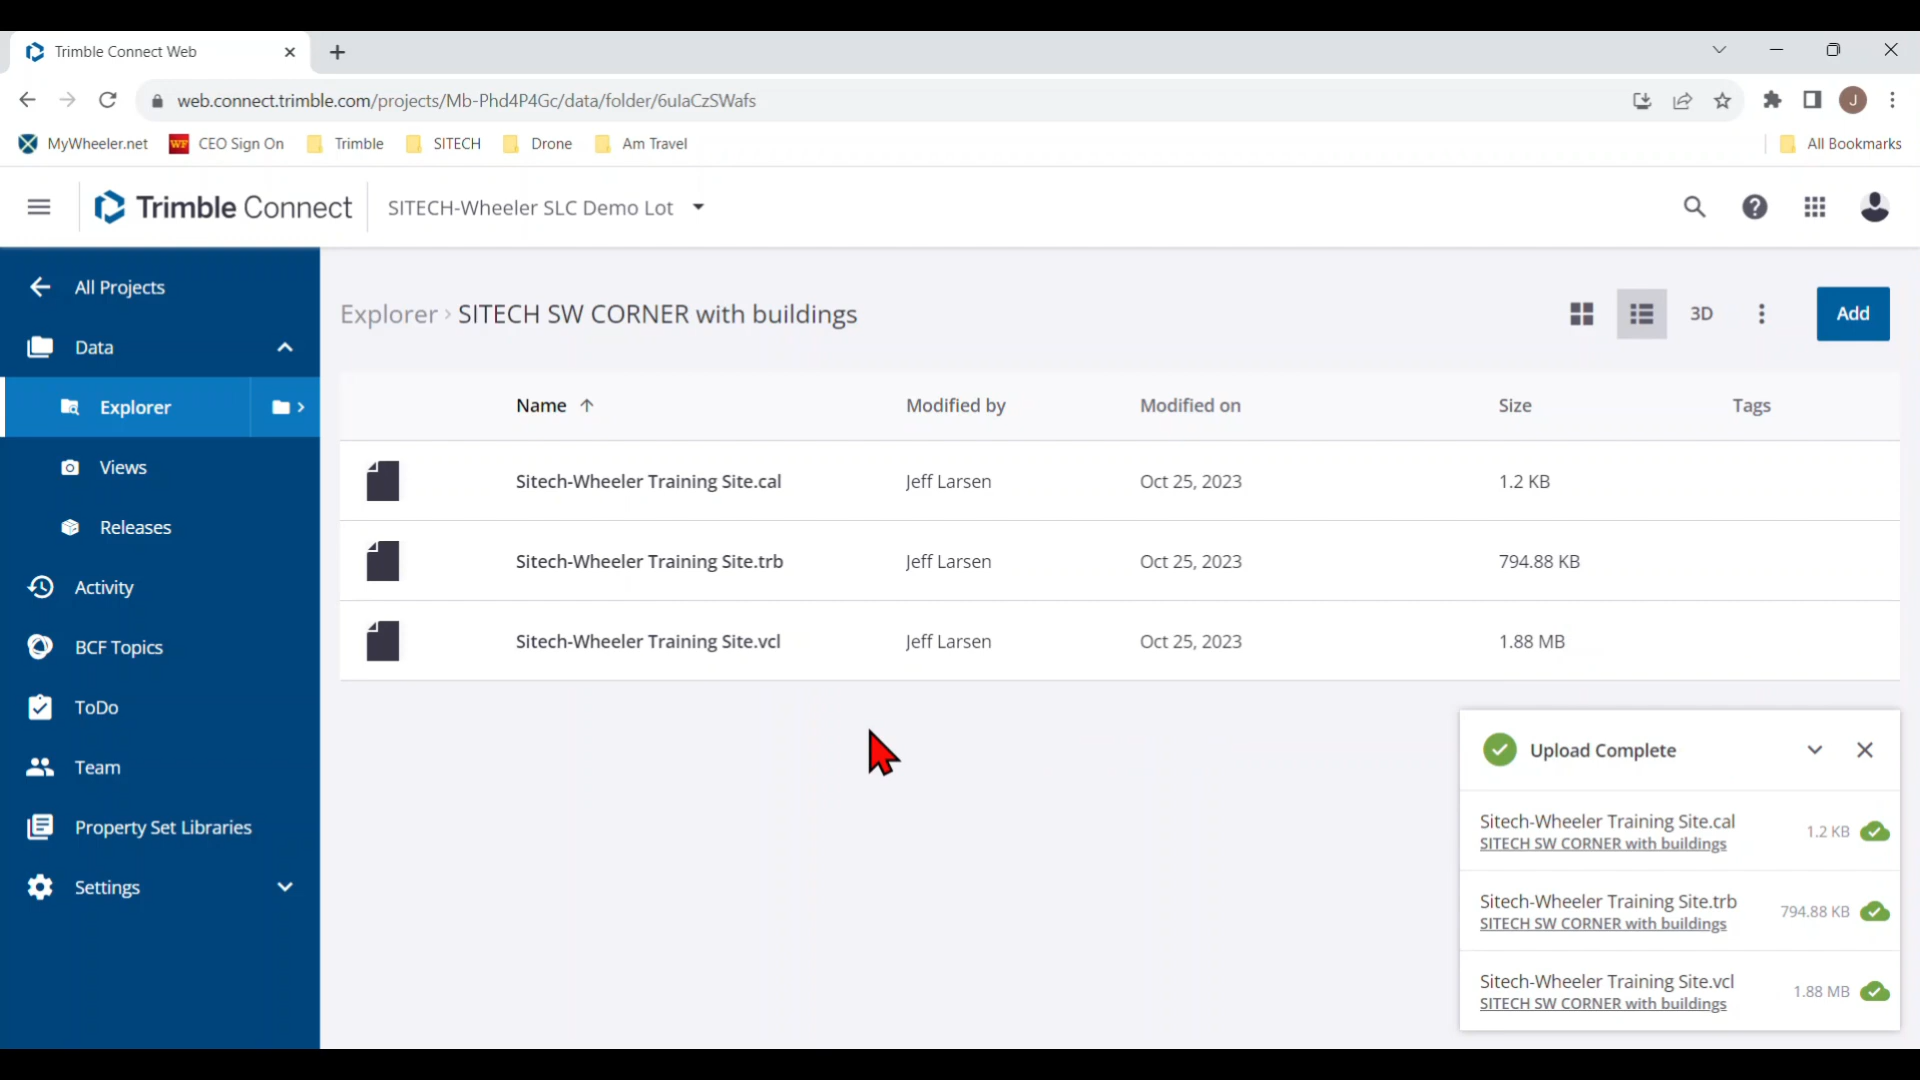 Trimble Connect Web
web.connect.trimble.com/projects/Mb-Phd4P4Gc/data/folder/6ulaCzSWafs
J
MyWheeler.net WF CEO Sign On Trimble SITECH Drone Am Travel All Bookmarks
Trimble Connect SITECH-Wheeler SLC Demo Lot
All Projects
Data
Explorer
Views
Releases
Activity
BCF Topics
ToDo
Team
Property Set Libraries
Settings
Explorer › SITECH SW CORNER with buildings 3D Add
Name Modified by Modified on Size Tags
Sitech-Wheeler Training Site.cal Jeff Larsen Oct 25, 2023 1.2 KB
Sitech-Wheeler Training Site.trb Jeff Larsen Oct 25, 2023 794.88 KB
Sitech-Wheeler Training Site.vcl Jeff Larsen Oct 25, 2023 1.88 MB
Upload Complete
Sitech-Wheeler Training Site.cal 1.2 KB
SITECH SW CORNER with buildings
Sitech-Wheeler Training Site.trb 794.88 KB
SITECH SW CORNER with buildings
Sitech-Wheeler Training Site.vcl 1.88 MB
SITECH SW CORNER with buildings